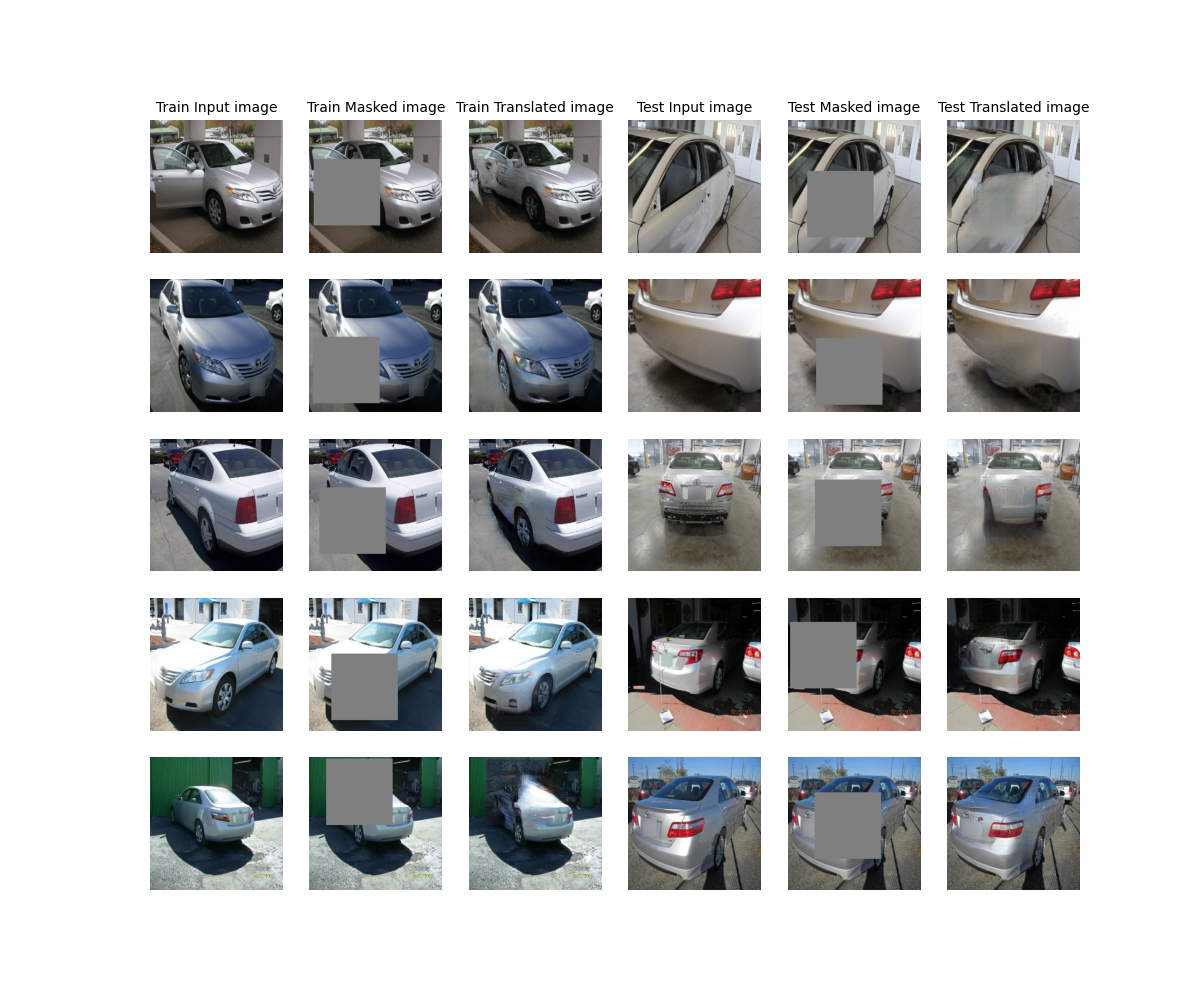 Train Input image
Train Masked image
Train Translated image
Test Input image
Test Masked image
Test Translated image